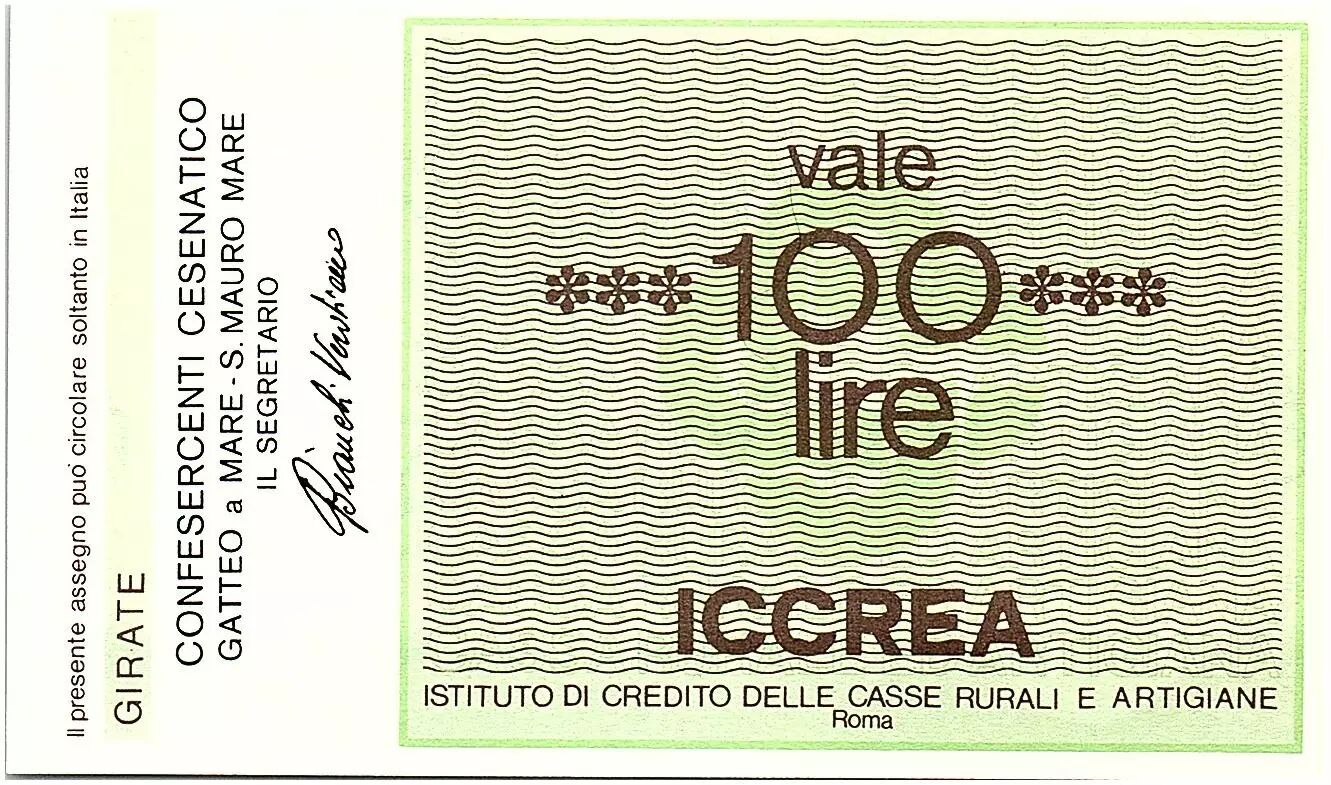 Il presente assegno può circolare soltanto in Italia
GIRATE
CONFESERCENTI CESENATICO
GATTEO a MARE - S. MAURO MARE
IL SEGRETARIO
Bianchi
vale
***100***
lire
ICCREA
ISTITUTO DI CREDITO DELLE CASSE RURALI E ARTIGIANE
Roma